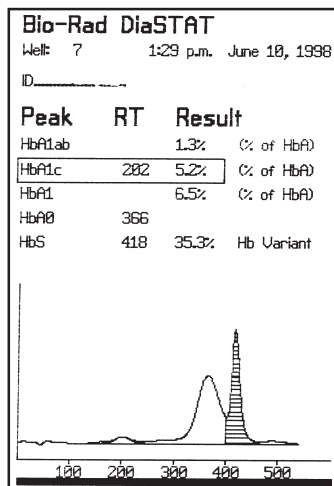 Bio-Rad DiaSTAT
Well: 7 1:29 p.m. June 10, 1998
ID
Peak RT Result
HbA1ab 1.3% (% of HbA)
HbA1c 202 5.2% (% of HbA)
HbA1 6.5% (% of HbA)
HbA0 366
HbS 418 35.3% Hb Variant
100 200 300 400 500